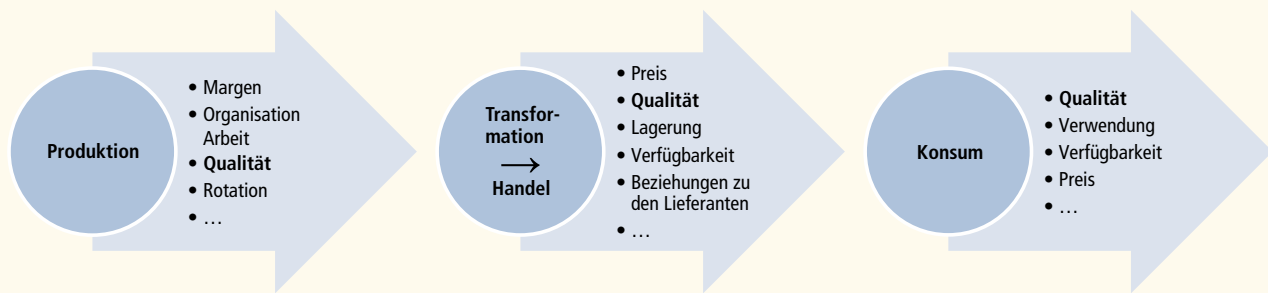 Produktion
• Margen
• Organisation
Arbeit
• Qualität
• Rotation
• …
Transfor-
mation
→
Handel
• Preis
• Qualität
• Lagerung
• Verfügbarkeit
• Beziehungen zu
den Lieferanten
• …
Konsum
• Qualität
• Verwendung
• Verfügbarkeit
• Preis
• …